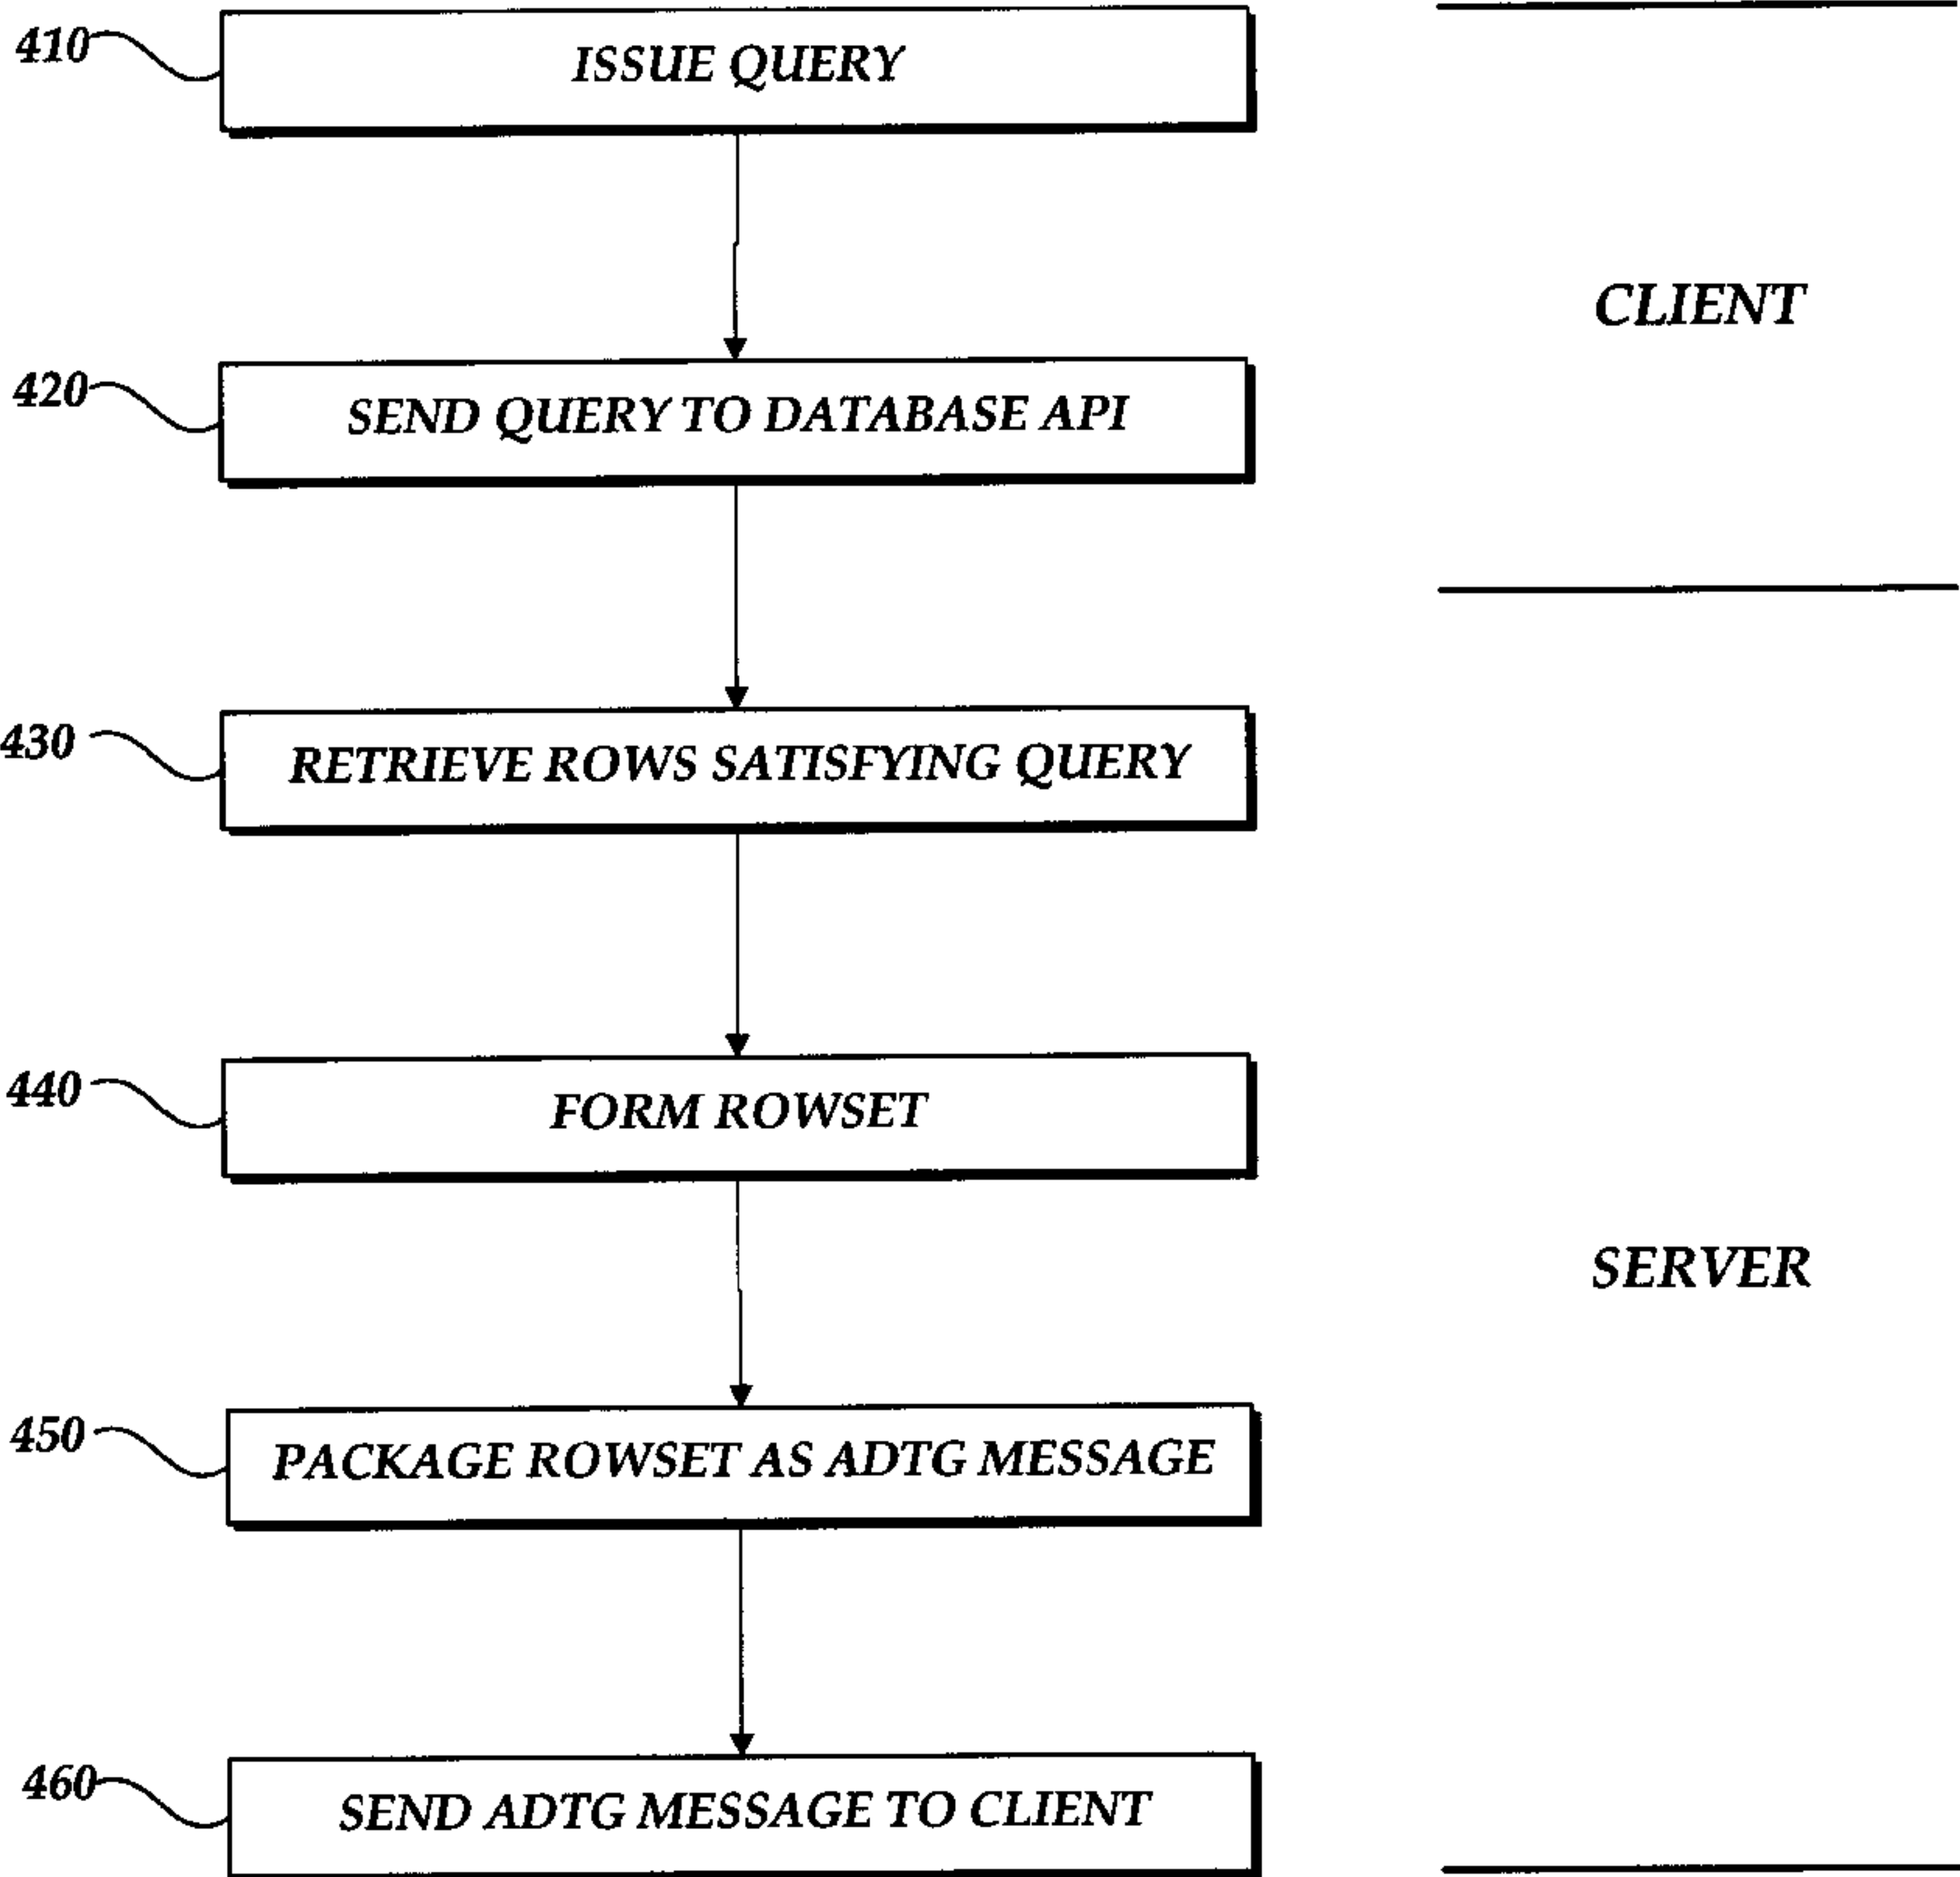 410
ISSUE QUERY
CLIENT
420
SEND QUERY TO DATABASE API
430
RETRIEVE ROWS SATISFYING QUERY
440
FORM ROWSET
SERVER
450
PACKAGE ROWSET AS ADTG MESSAGE
460
SEND ADTG MESSAGE TO CLIENT